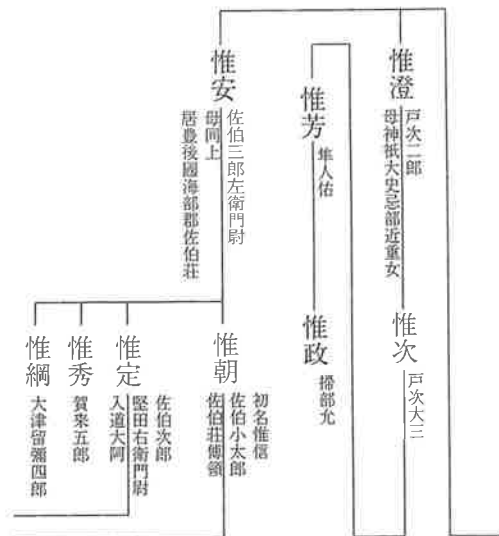 惟澄
戸次二郎
母神祇大史忌部近重女
惟次
戸次大三
惟芳
隼人佑
惟政
掃部允
惟安
佐伯三郎左衛門尉
母同上
居豊後國海部郡佐伯荘
惟朝
初名惟信
佐伯小太郎
佐伯荘傅領
惟定
佐伯次郎
堅田右衛門尉
入道大阿
惟秀
賀來五郎
惟綱
大津留彌四郎